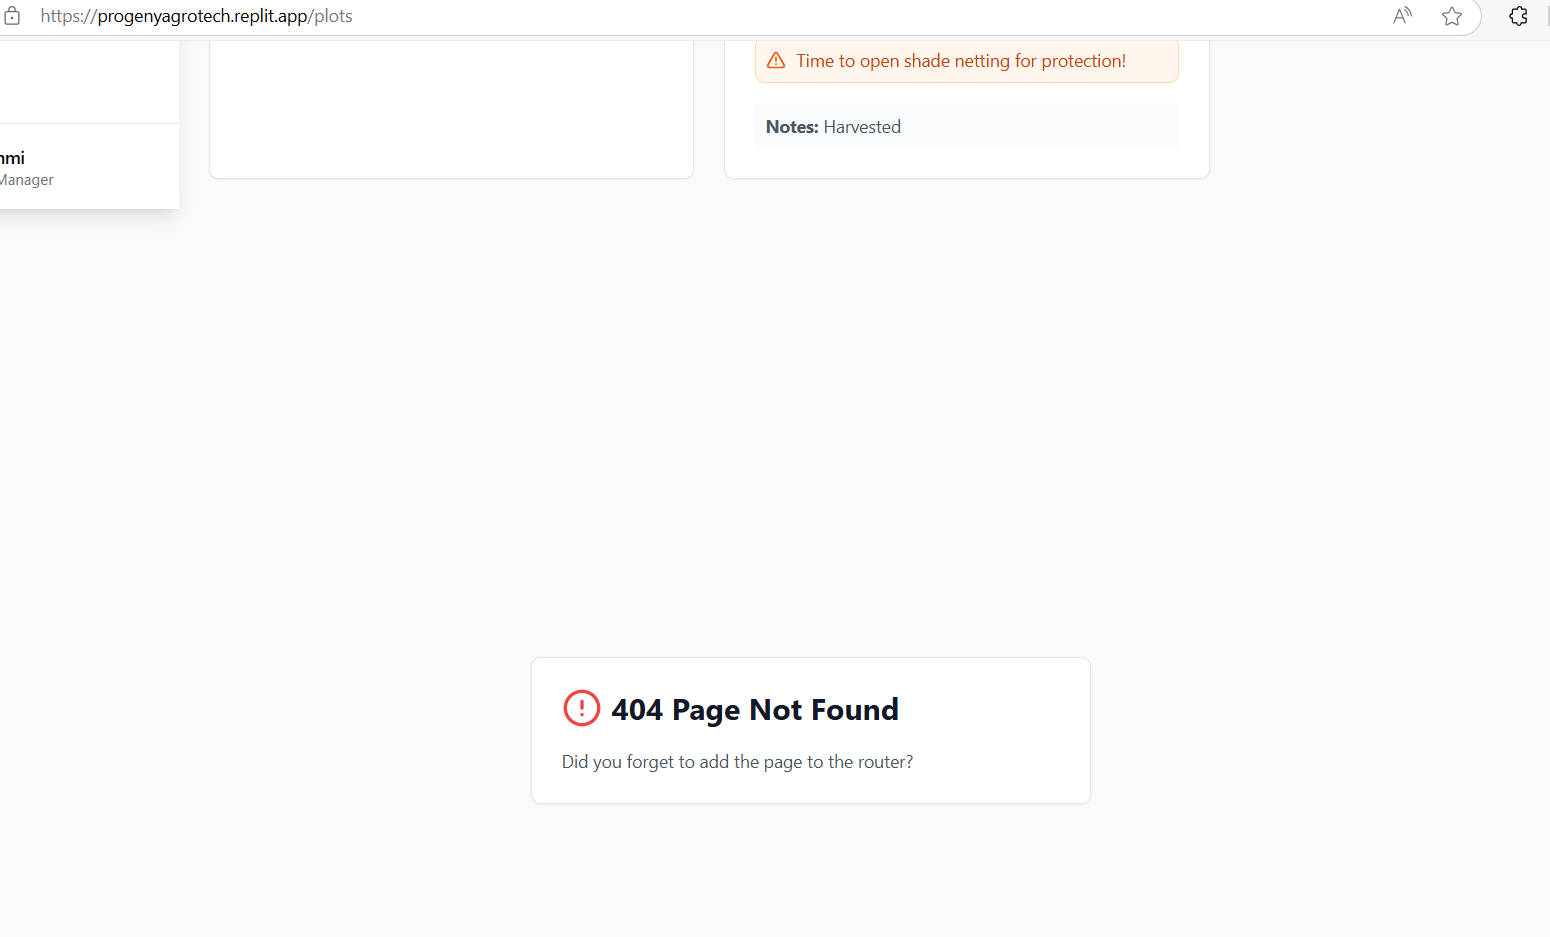 https://progenyagrotech.replit.app/plots
Time to open shade netting for protection!
Notes: Harvested
Manager
404 Page Not Found
Did you forget to add the page to the router?